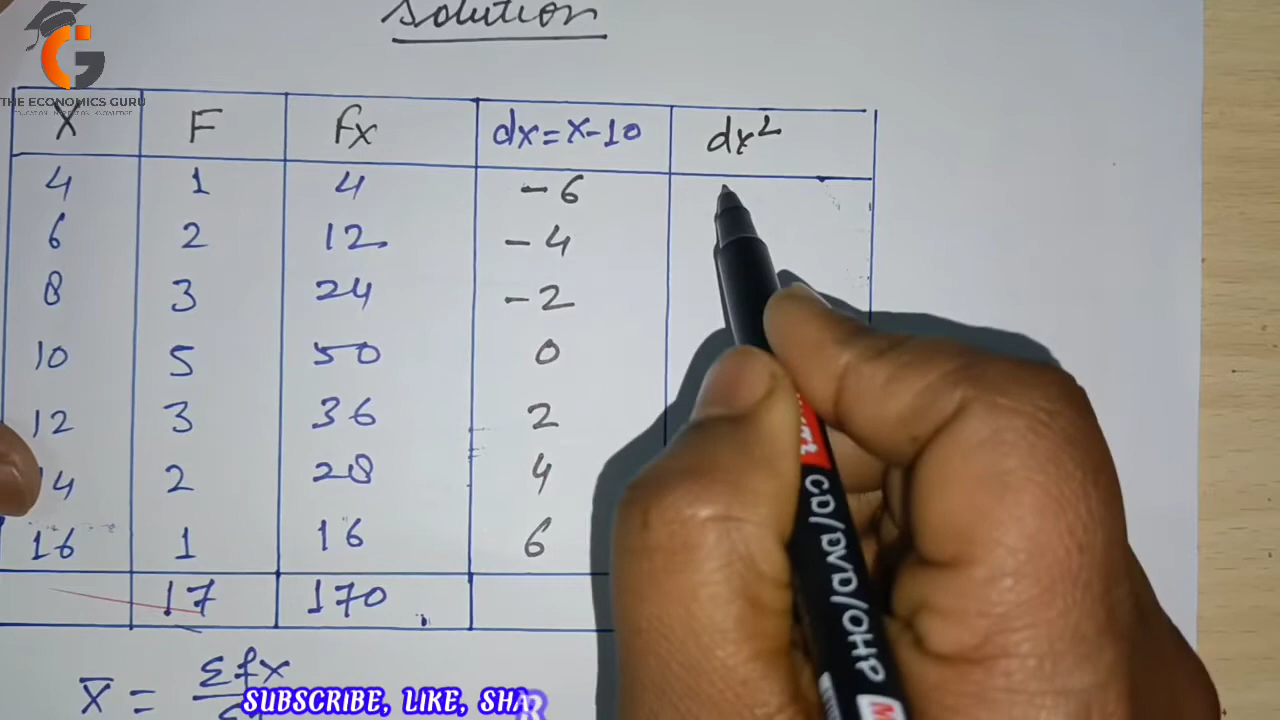 Solution
THE ECONOMICS GURU
X F fx dx=x-10 dx²
4 1 4 -6
6 2 12 -4
8 3 24 -2
10 5 50 0
12 3 36 2
14 2 28 4
16 1 16 6
17 170
X̄ = Σfx
SUBSCRIBE, LIKE, SHAR
CD/DVD/OHP